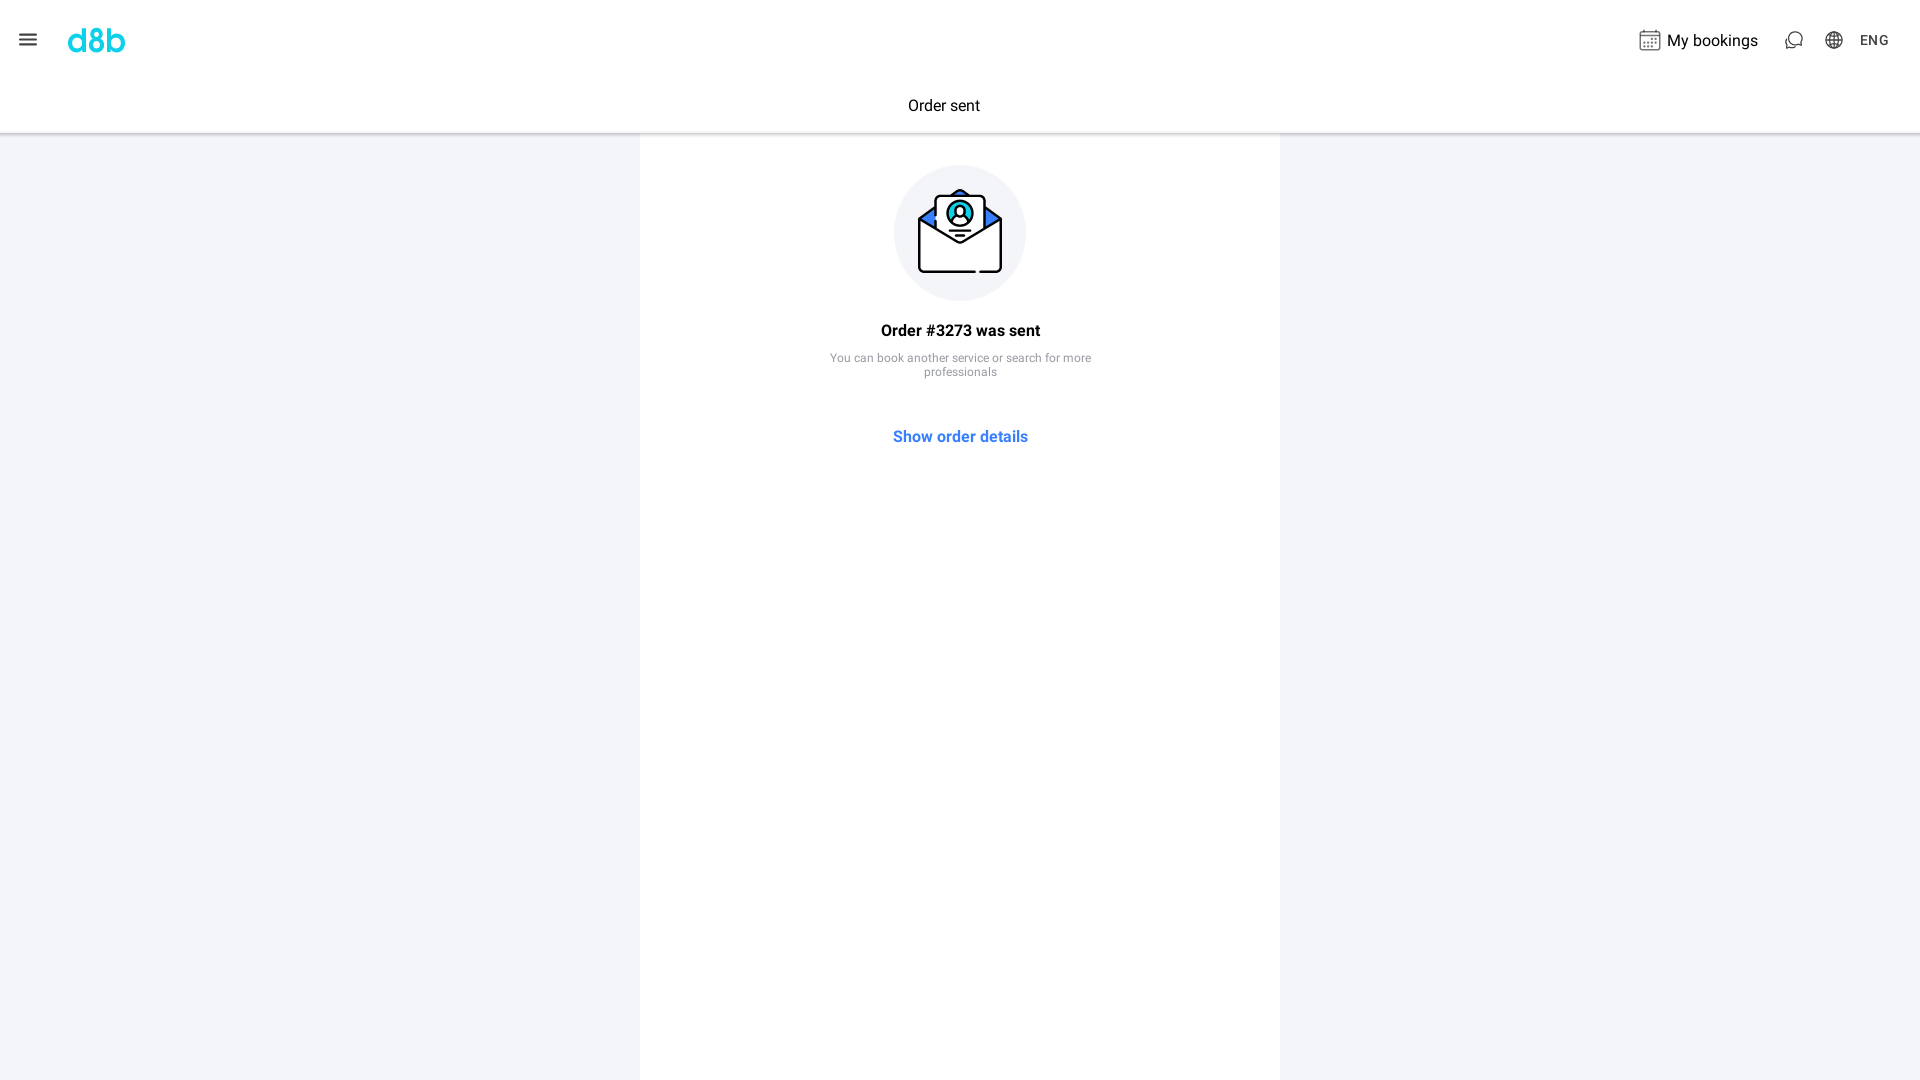 d8b
My bookings
ENG
Order sent
Order #3273 was sent
You can book another service or search for more
professionals
Show order details